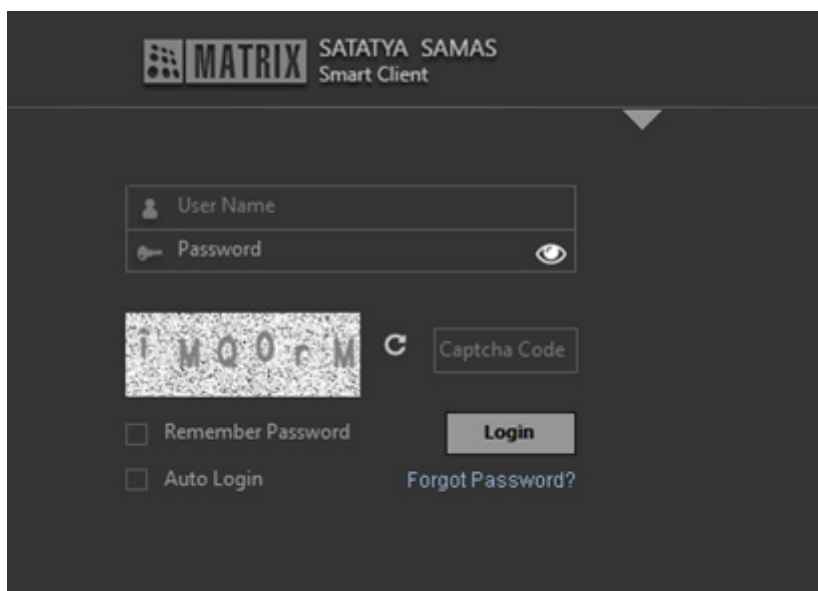 MATRIX SATATYA SAMAS
Smart Client
User Name
Password
Captcha Code
Remember Password
Login
Auto Login
Forgot Password?